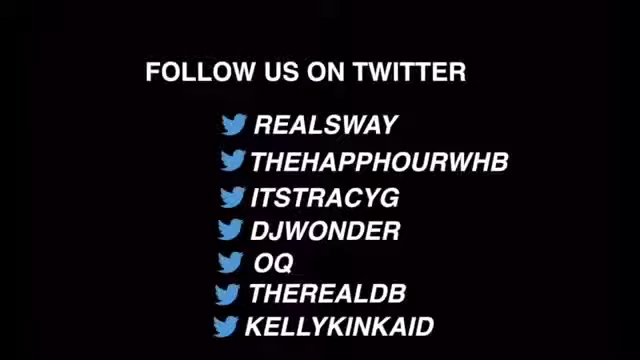 FOLLOW US ON TWITTER
REALSWAY
THEHAPPHOURWHB
ITSTRACYG
DJWONDER
OQ
THEREALDB
KELLYKINKAID